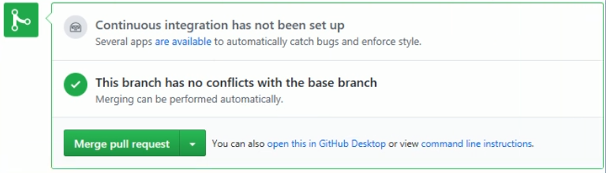 Continuous integration has not been set up
Several apps are available to automatically catch bugs and enforce style.
This branch has no conflicts with the base branch
Merging can be performed automatically.
Merge pull request You can also open this in GitHub Desktop or view command line instructions.